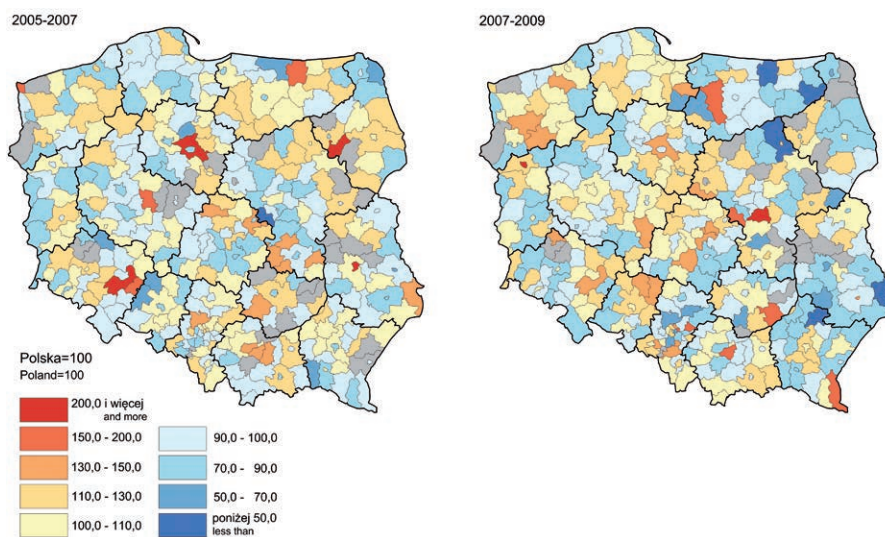 2005-2007
2007-2009
Polska=100
Poland=100
200,0 i więcej
and more
150,0 - 200,0
130,0 - 150,0
110,0 - 130,0
100,0 - 110,0
90,0 - 100,0
70,0 - 90,0
50,0 - 70,0
poniżej 50,0
less than